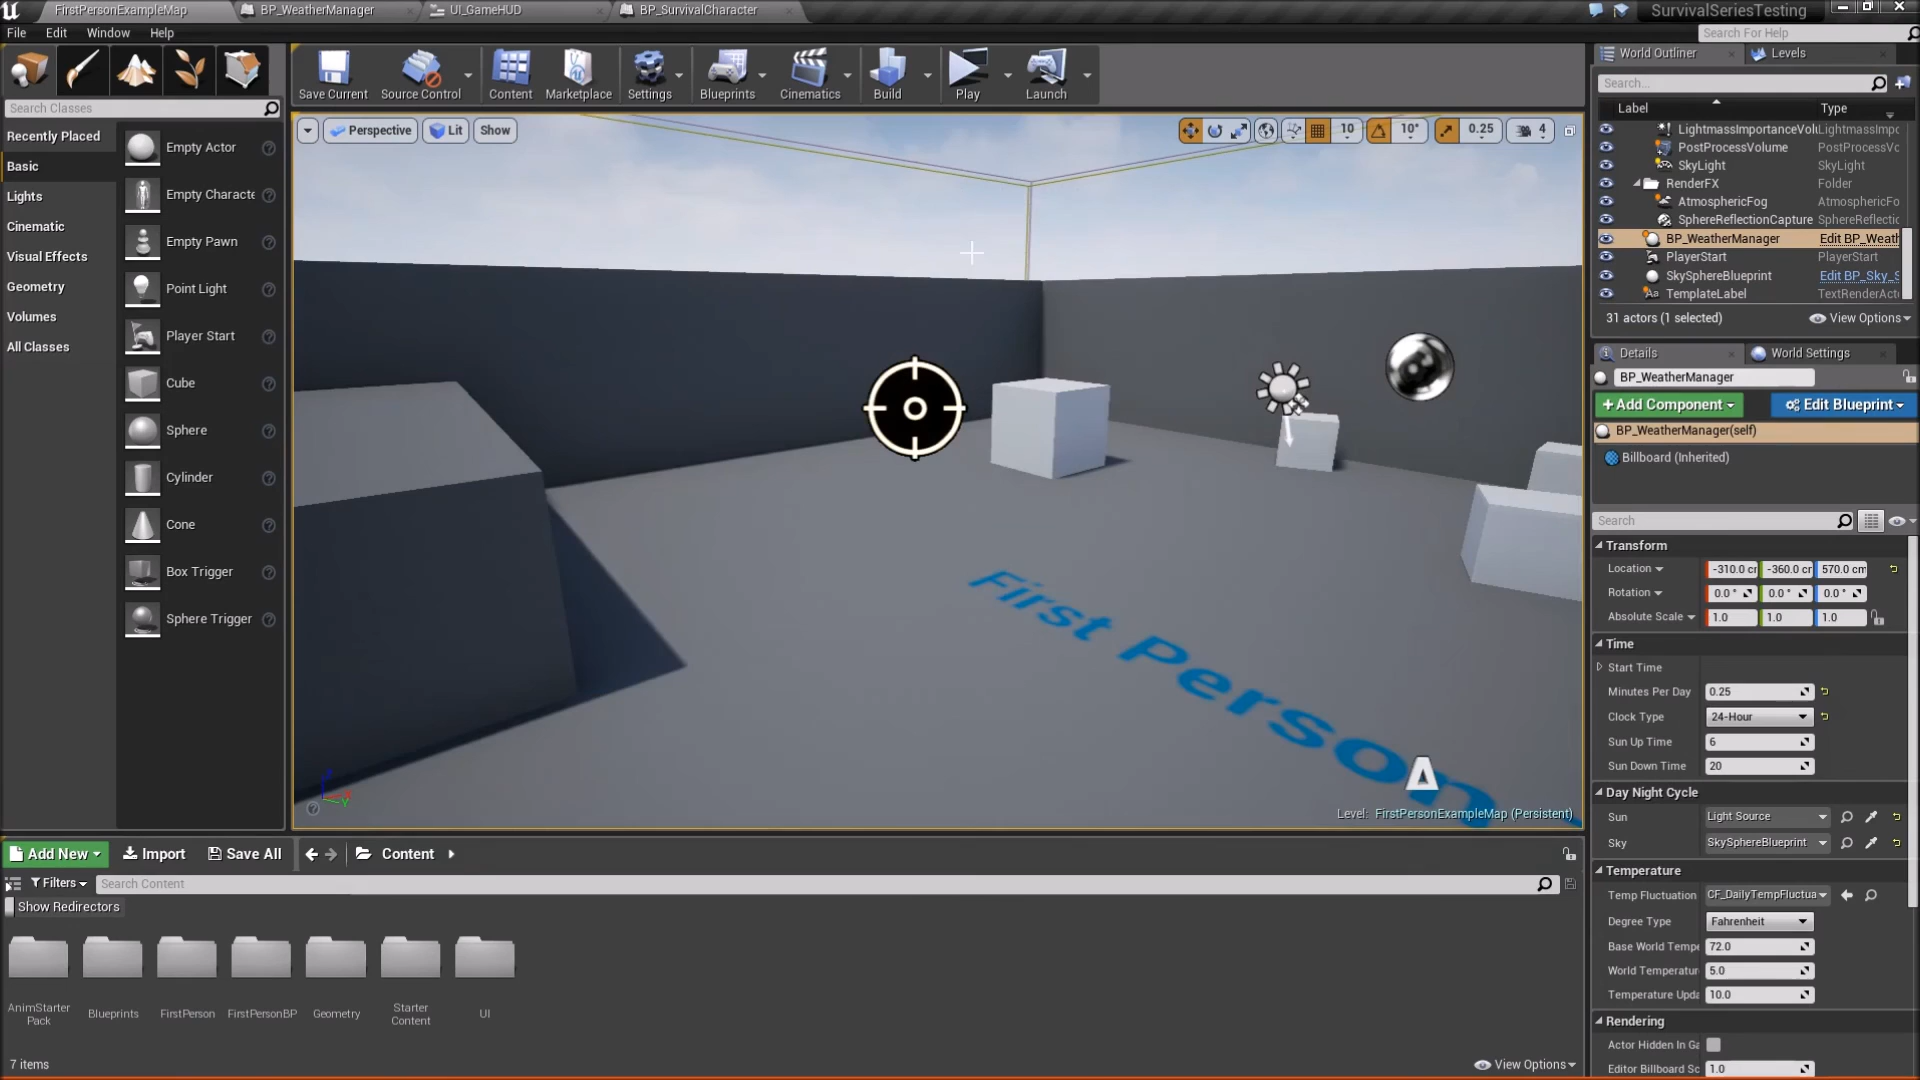 FirstPersonExampleMap
BP_WeatherManager
UI_GameHUD
BP_SurvivalCharacter
SurvivalSeriesTesting
File
Edit
Window
Help
Search For Help
Search Classes
Recently Placed
Basic
Lights
Cinematic
Visual Effects
Geometry
Volumes
All Classes
Empty Actor
Empty Characte
Empty Pawn
Point Light
Player Start
Cube
Sphere
Cylinder
Cone
Box Trigger
Sphere Trigger
Save Current
Source Control
Content
Marketplace
Settings
Blueprints
Cinematics
Build
Play
Launch
Perspective
Lit
Show
10
10°
0.25
4
First Person
Level: FirstPersonExampleMap (Persistent)
World Outliner
Levels
Search...
Label
Type
LightmassImportanceVolu
LightmassImpc
PostProcessVolume
PostProcessVc
SkyLight
SkyLight
RenderFX
Folder
AtmosphericFog
AtmosphericFo
SphereReflectionCapture
SphereReflectic
BP_WeatherManager
Edit BP_Weath
PlayerStart
PlayerStart
SkySphereBlueprint
Edit BP_Sky_S
TemplateLabel
TextRenderActo
31 actors (1 selected)
View Options
Details
World Settings
BP_WeatherManager
+Add Component
Edit Blueprint
BP_WeatherManager(self)
Billboard (Inherited)
Search
Transform
Location
-310.0 cr
-360.0 cr
570.0 cm
Rotation
0.0 °
0.0 °
0.0 °
Absolute Scale
1.0
1.0
1.0
Time
Start Time
Minutes Per Day
0.25
Clock Type
24-Hour
Sun Up Time
6
Sun Down Time
20
Day Night Cycle
Sun
Light Source
Sky
SkySphereBlueprint
Temperature
Temp Fluctuation
CF_DailyTempFluctua
Degree Type
Fahrenheit
Base World Tempe
72.0
World Temperatur
5.0
Temperature Upda
10.0
Rendering
Actor Hidden In Ga
Editor Billboard Sc
1.0
Add New
Import
Save All
Content
Filters
Search Content
Show Redirectors
AnimStarter
Pack
Blueprints
FirstPerson
FirstPersonBP
Geometry
Starter
Content
UI
7 items
View Options